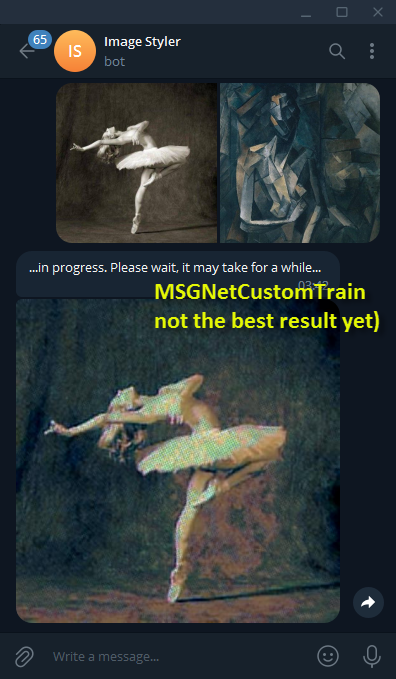 65
IS
Image Styler
bot
...in progress. Please wait, it may take for a while...
MSGNetCustomTrain
not the best result yet)
Write a message...